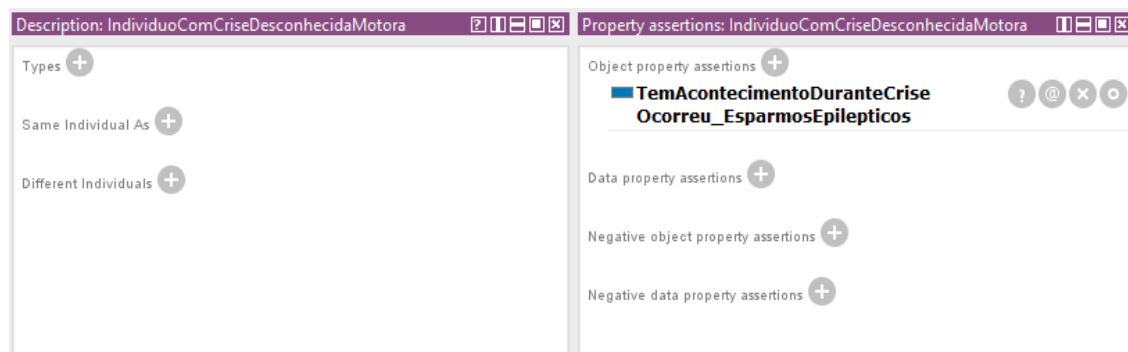 Description: IndividuoComCriseDesconhecidaMotora
Types
Same Individual As
Different Individuals
Property assertions: IndividuoComCriseDesconhecidaMotora
Object property assertions
TemAcontecimentoDuranteCrise
Ocorreu_EsparmosEpilepticos
Data property assertions
Negative object property assertions
Negative data property assertions